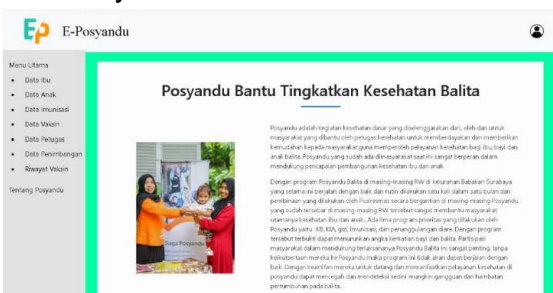 Ep E-Posyandu
Menu Utama
Data Ibu
Data Anak
Data Imunisasi
Data Vaksin
Data Petugas
Data Penimbangan
Riwayat Vaksin
Tentang Posyandu
Posyandu Bantu Tingkatkan Kesehatan Balita
Posyandu adalah kegiatan kesehatan dasar yang diselenggarakan dari, oleh dan untuk
masyarakat yang dibantu oleh petugas kesehatan untuk memberdayakan dan memberikan
kemudahan kepada masyarakat guna memperoleh pelayanan kesehatan bagi ibu, bayi dan
anak balita. Posyandu yang sudah ada dimasyarakat saat ini sangat berperan dalam
mendukung pencapaian pembangunan kesehatan ibu dan anak.
Dengan program Posyandu Balita di masing-masing RW di kelurahan Babatan Surabaya
yang selama ini berjalan dengan baik dan rutin dilakukan satu kali dalam satu bulan dan
pembinaan yang dilakukan oleh Puskesmas secara bergantian di masing-masing Posyandu
yang sudah tersebar di masing-masing RW tersebut sangat membantu masyarakat
utamanya kesehatan ibu dan anak. Ada lima program prioritas yang dilakukan oleh
Posyandu yaitu : KB, KIA, gizi, imunisasi, dan penanggulangan diare. Dengan program
tersebut terbukti dapat menurunkan angka kematian bayi dan balita. Partisipasi
masyarakat dalam mendukung terlaksananya Posyandu Balita ini sangat penting, tanpa
keikutsertaan mereka ke Posyandu maka program ini tidak akan dapat berjalan dengan
baik. Dengan keaktifan mereka untuk datang dan memanfaatkan pelayanan kesehatan di
posyandu dapat mencegah dan mendeteksi sedini mungkin gangguan dan hambatan
pertumbuhan pada balita.
Siaga Posyandu